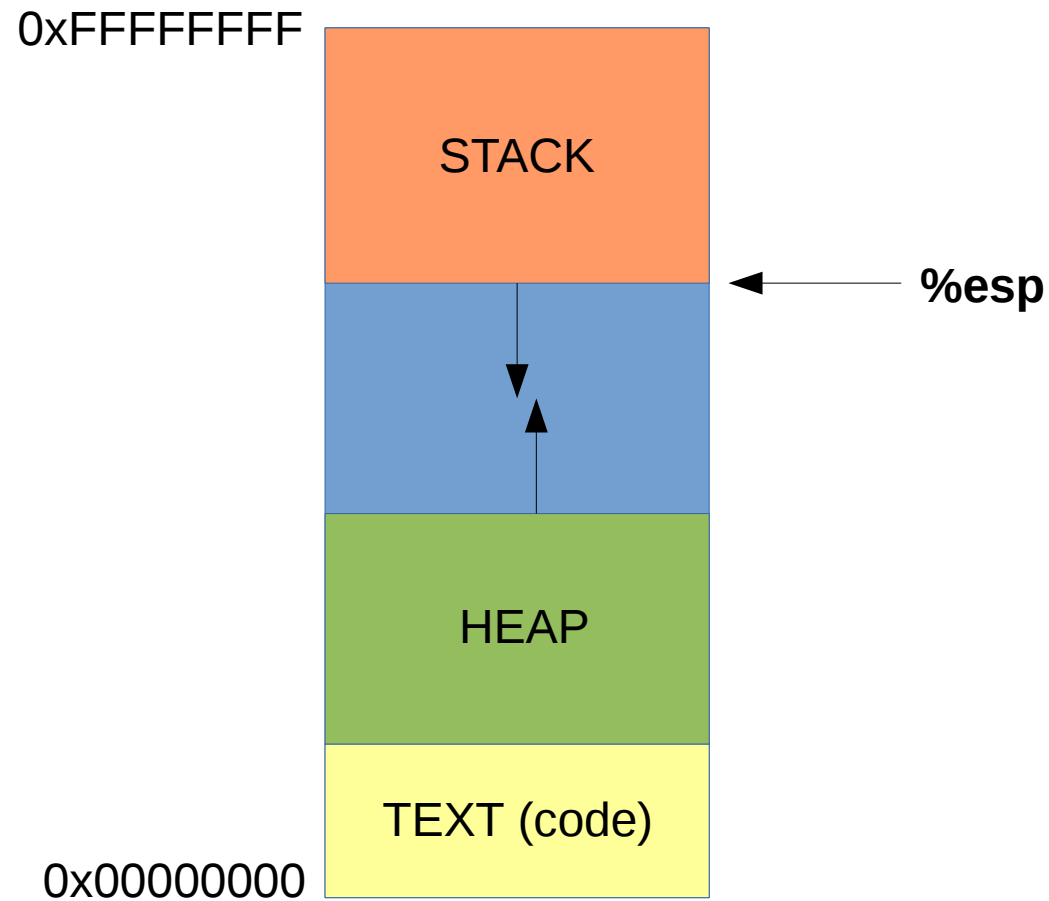 0xFFFFFFFF
STACK
%esp
HEAP
TEXT (code)
0x00000000